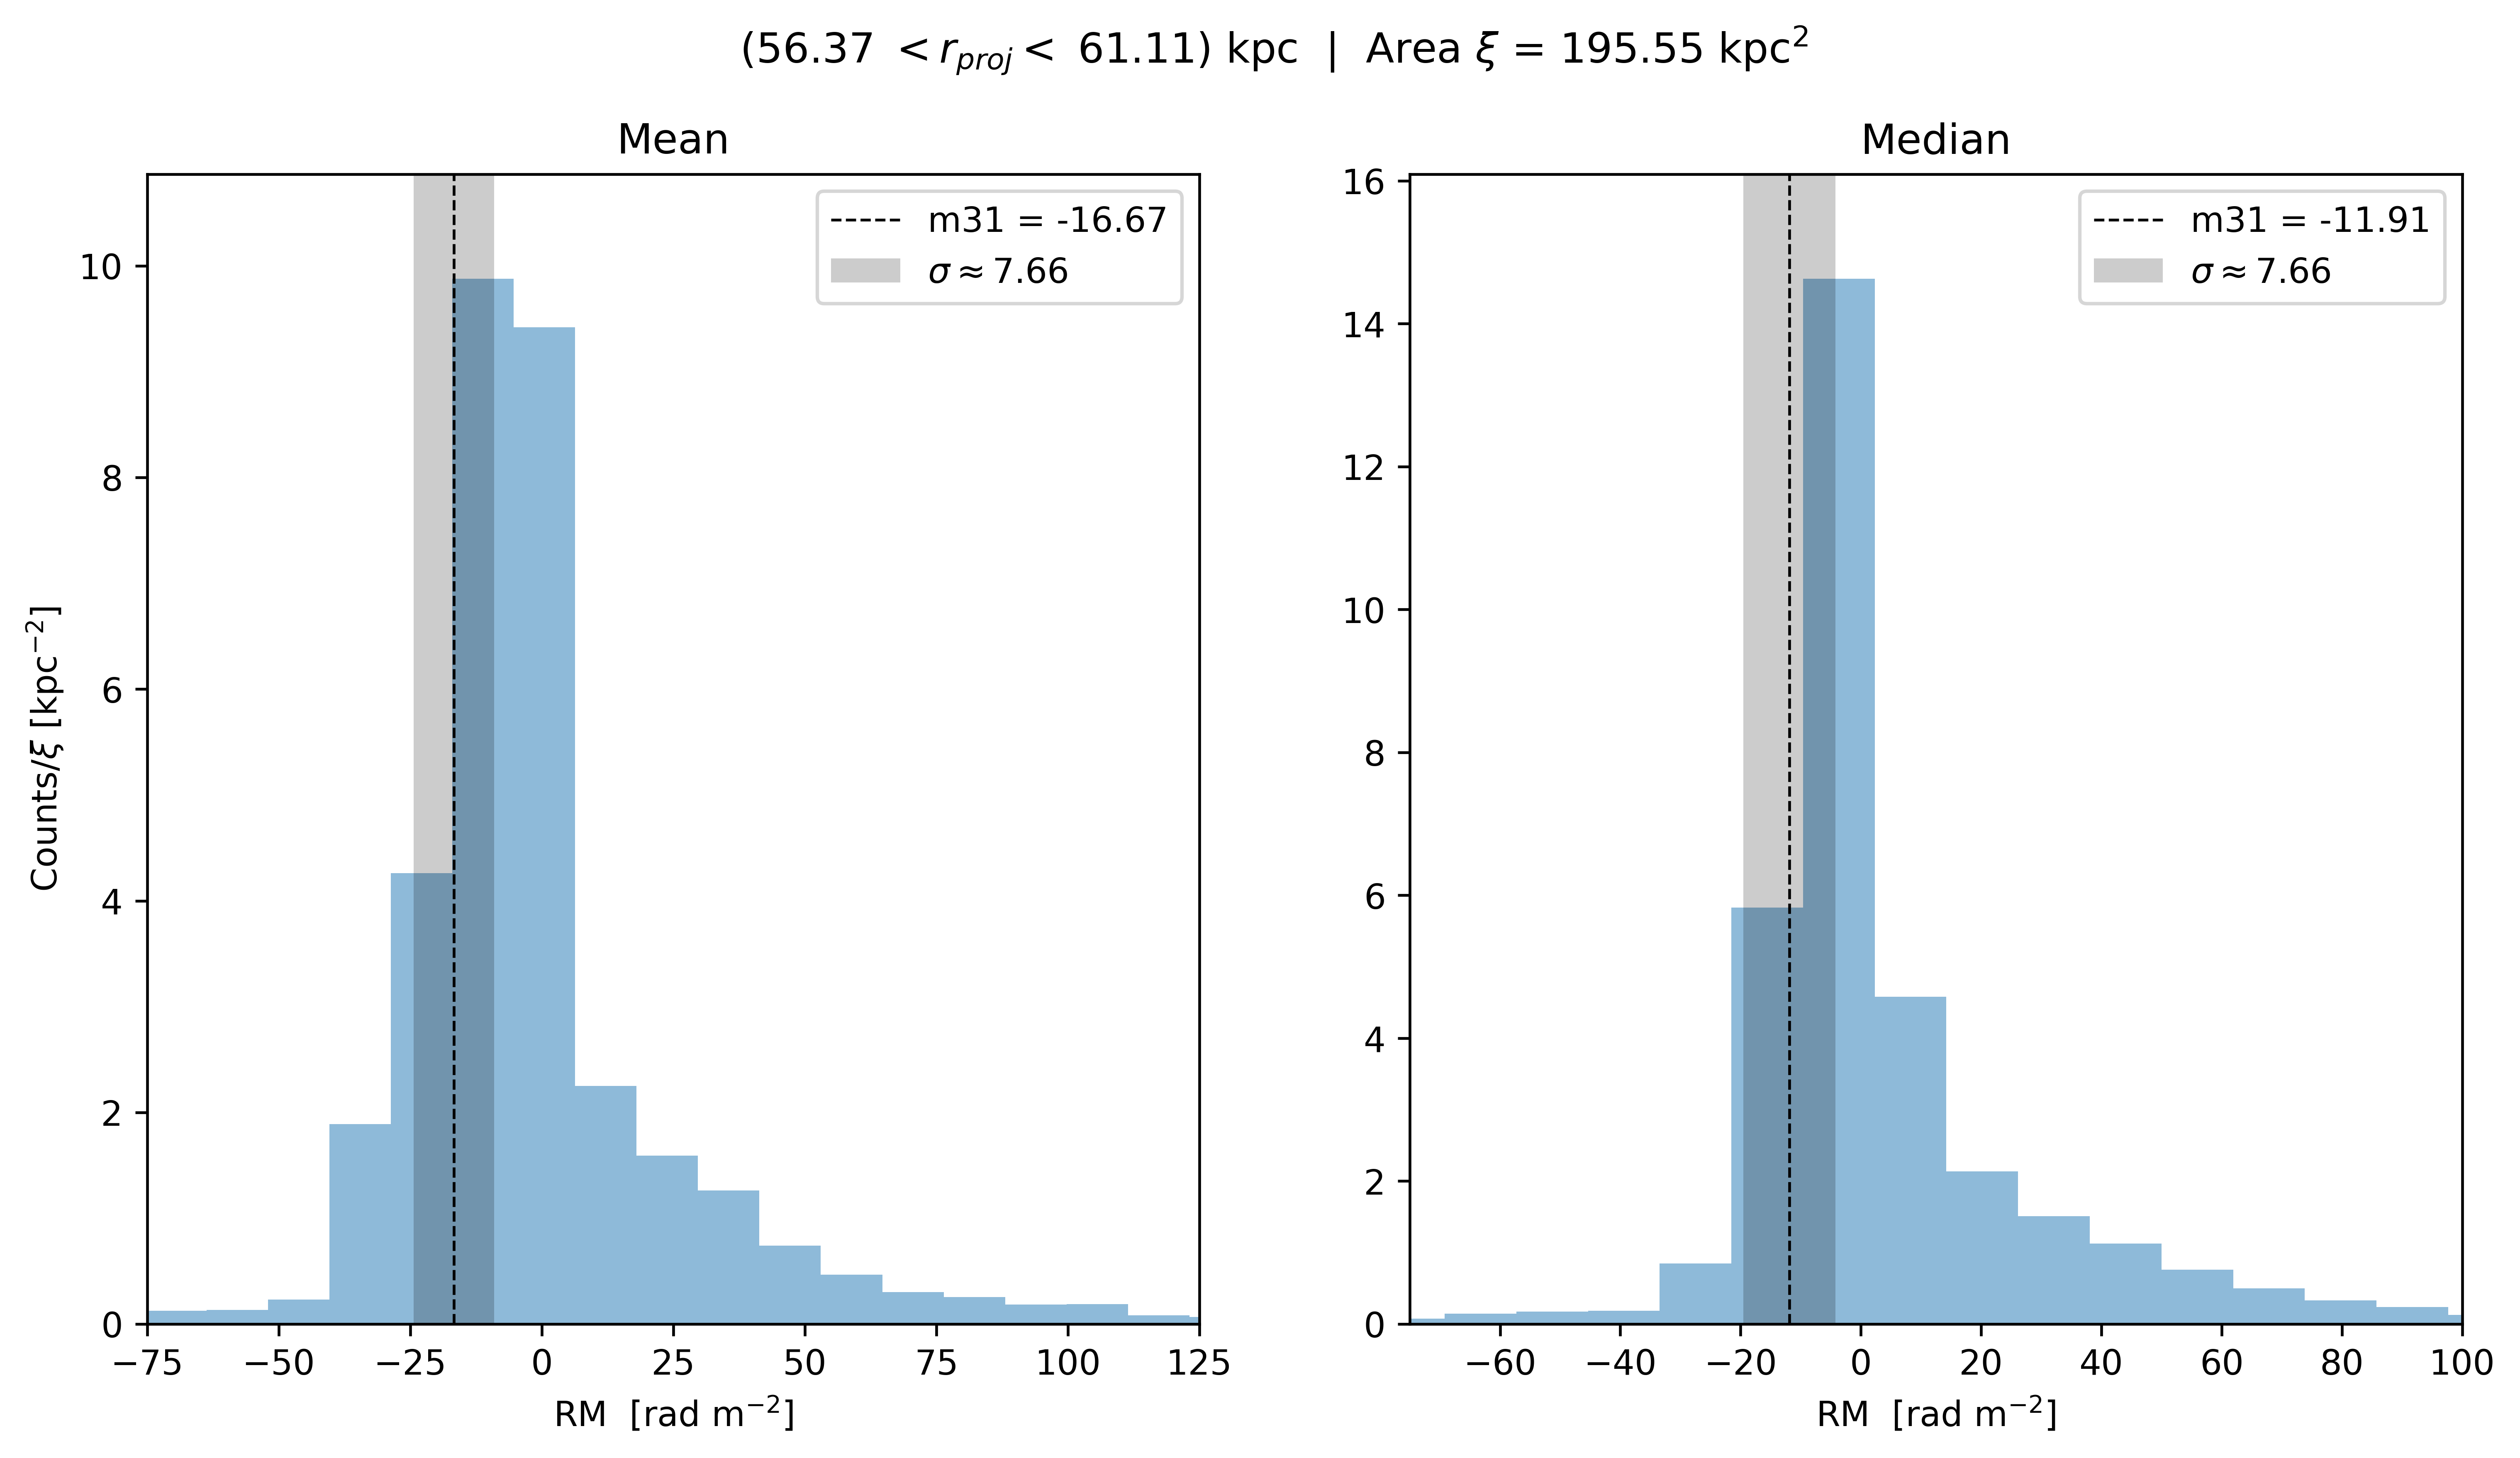 (56.37 < r_proj < 61.11) kpc | Area ξ = 195.55 kpc²
Mean
m31 = -16.67
σ ≈ 7.66
Counts/ξ [kpc⁻²]
10
8
6
4
2
0
−75 −50 −25 0 25 50 75 100 125
RM [rad m⁻²]
Median
m31 = -11.91
σ ≈ 7.66
16
14
12
10
8
6
4
2
0
−60 −40 −20 0 20 40 60 80 100
RM [rad m⁻²]